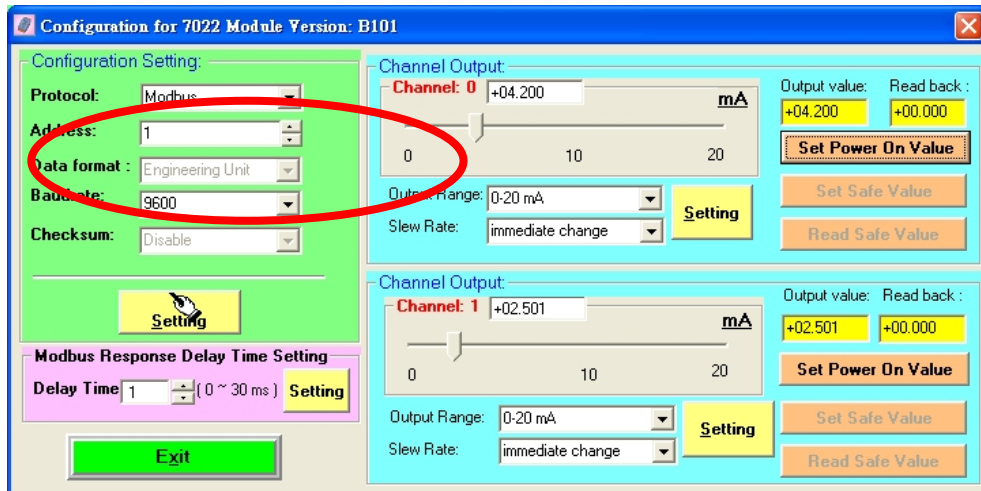 Configuration for 7022 Module Version: B101
Configuration Setting:
Protocol: Modbus
Address: 1
Data format : Engineering Unit
Baudrate: 9600
Checksum: Disable
Setting
Modbus Response Delay Time Setting
Delay Time 1 ( 0 ~ 30 ms ) Setting
Exit
Channel Output:
Channel: 0 +04.200 mA
0 10 20
Output Range: 0-20 mA
Slew Rate: immediate change
Setting
Output value: Read back :
+04.200 +00.000
Set Power On Value
Set Safe Value
Read Safe Value
Channel Output:
Channel: 1 +02.501 mA
0 10 20
Output Range: 0-20 mA
Slew Rate: immediate change
Setting
Output value: Read back :
+02.501 +00.000
Set Power On Value
Set Safe Value
Read Safe Value